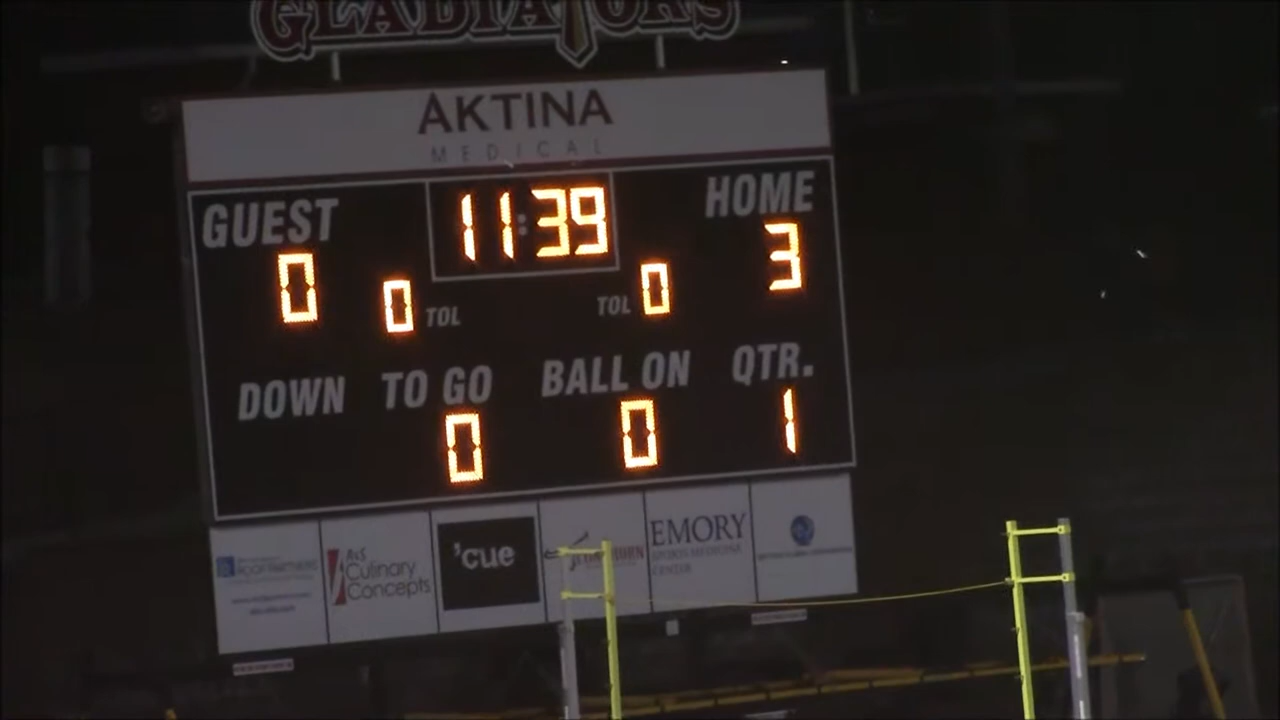 GLADIATORS
AKTINA
MEDICAL
GUEST 11:39 HOME
0 3
0 TOL TOL 0
DOWN TO GO BALL ON QTR.
0 0 1
A&S
Culinary
Concepts
'cue
EMORY
SPORTS MEDICINE
CENTER